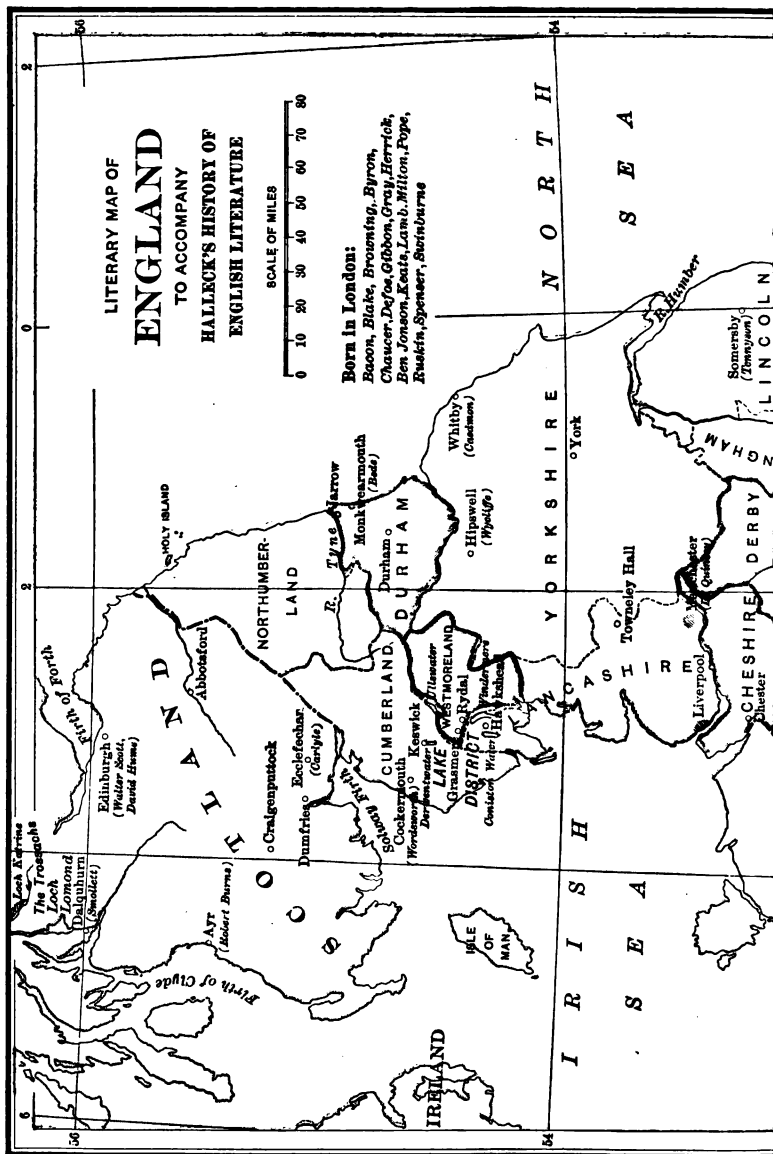 LITERARY MAP OF
ENGLAND
TO ACCOMPANY
HALLECK'S HISTORY OF
ENGLISH LITERATURE
SCALE OF MILES
0 10 20 30 40 50 60 70 80
Born in London:
Bacon, Blake, Browning, Byron,
Chaucer, Defoe, Gibbon, Gray, Herrick,
Ben Jonson, Keats, Lamb, Milton, Pope,
Ruskin, Spenser, Swinburne
6
2
0
2
56
56
54
54
Loch Katrine
The Trossachs
Loch
Lomond
Dalquhurn
(Smollett)
Firth of Forth
Edinburgh
(Walter Scott,
David Hume)
HOLY ISLAND
Abbotsford
SCOTLAND
Ayr
(Robert Burns)
Firth of Clyde
Craigenputtock
Dumfries
Ecclefechan
(Carlyle)
Solway Firth
NORTHUMBER-
LAND
R. Tyne
Jarrow
Monkwearmouth
(Bede)
Durham
DURHAM
CUMBERLAND
Cockermouth
(Wordsworth)
Keswick
Derwentwater
Ullswater
WESTMORELAND
LAKE
DISTRICT
Grasmere
Rydal
Windermere
Coniston Water
Whitby
(Caedmon)
Hipswell
(Wycliffe)
YORKSHIRE
York
NORTH
SEA
ISLE
OF
MAN
IRELAND
IRISH
SEA
Towneley Hall
Liverpool
CHESHIRE
Chester
DERBY
INGHAM
R. Humber
Somersby
(Tennyson)
LINCOLN